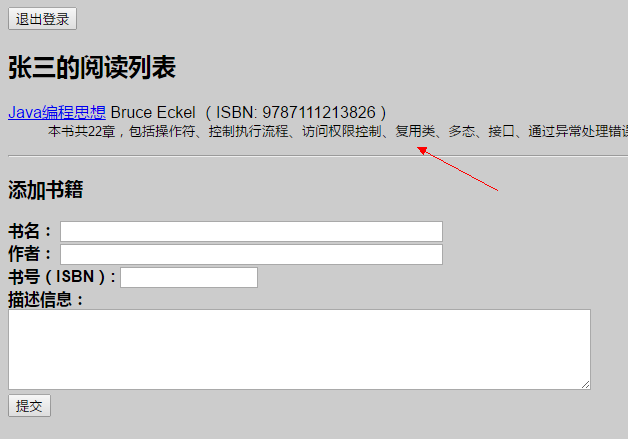 退出登录
张三的阅读列表
Java编程思想 Bruce Eckel （ISBN: 9787111213826）
本书共22章，包括操作符、控制执行流程、访问权限控制、复用类、多态、接口、通过异常处理错误
添加书籍
书名：
作者：
书号（ISBN）:
描述信息：
提交